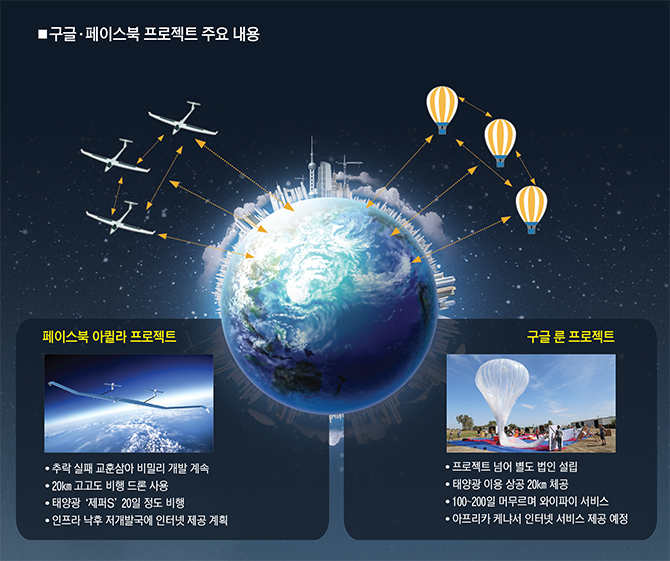 ■구글·페이스북 프로젝트 주요 내용
페이스북 아퀼라 프로젝트
• 추락 실패 교훈삼아 비밀리 개발 계속
• 20km 고고도 비행 드론 사용
• 태양광 ‘제퍼S’ 20일 정도 비행
• 인프라 낙후 저개발국에 인터넷 제공 계획
구글 룬 프로젝트
• 프로젝트 넘어 별도 법인 설립
• 태양광 이용 상공 20km 체공
• 100~200일 머무르며 와이파이 서비스
• 아프리카 케냐서 인터넷 서비스 제공 예정